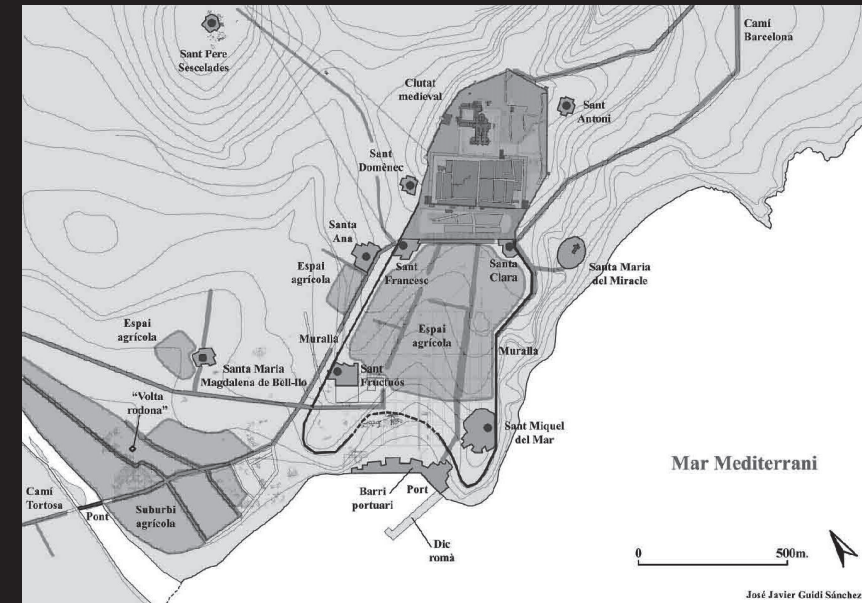 Sant Pere
Sescelades
Camí
Barcelona
Ciutat
medieval
Sant
Antoni
Sant
Domènec
Santa
Ana
Espai
agrícola
Sant
Francesc
Santa
Clara
Santa Maria
del Miracle
Espai
agrícola
Espai
agrícola
Muralla
Muralla
Santa Maria
Magdalena de Bell-lloc
Sant
Fructuós
"Volta
rodona"
Sant Miquel
del Mar
Mar Mediterrani
Camí
Tortosa
Pont
Suburbi
agrícola
Barri
portuari
Port
Dic
romà
0
500m.
José Javier Guidi Sánchez